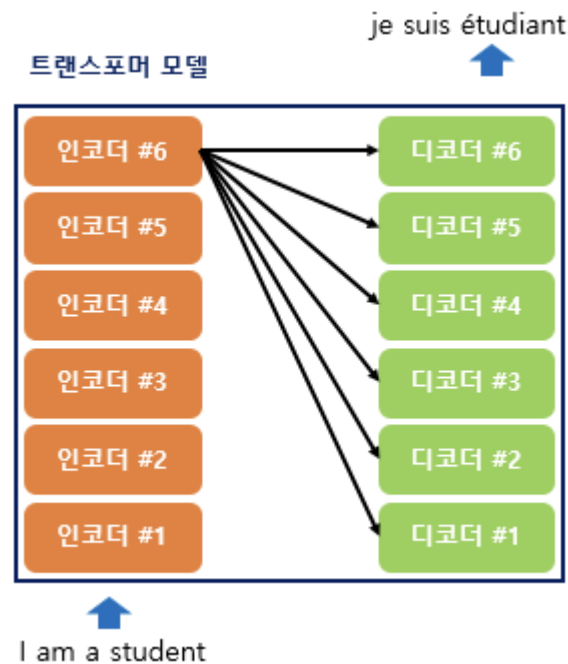 je suis étudiant
트랜스포머 모델
인코더 #6
디코더 #6
인코더 #5
디코더 #5
인코더 #4
디코더 #4
인코더 #3
디코더 #3
인코더 #2
디코더 #2
인코더 #1
디코더 #1
I am a student